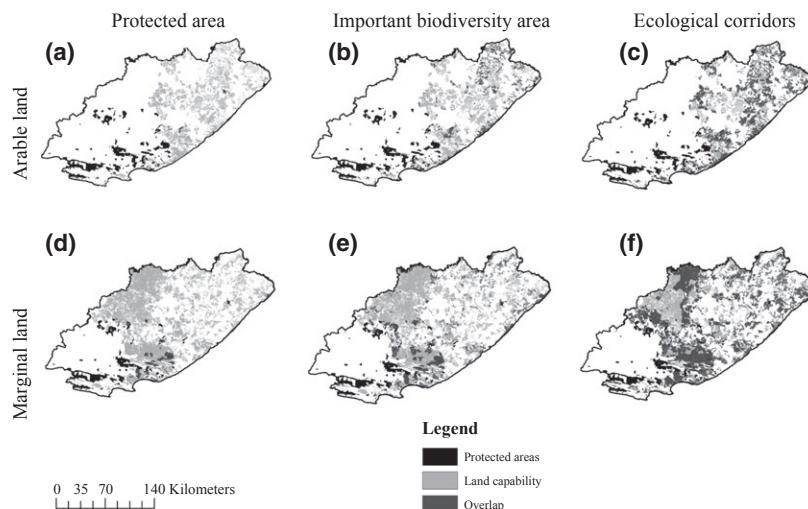 Protected area
Important biodiversity area
Ecological corridors
Arable land
(a)
(b)
(c)
Marginal land
(d)
(e)
(f)
Legend
Protected areas
Land capability
Overlap
0 35 70 140 Kilometers